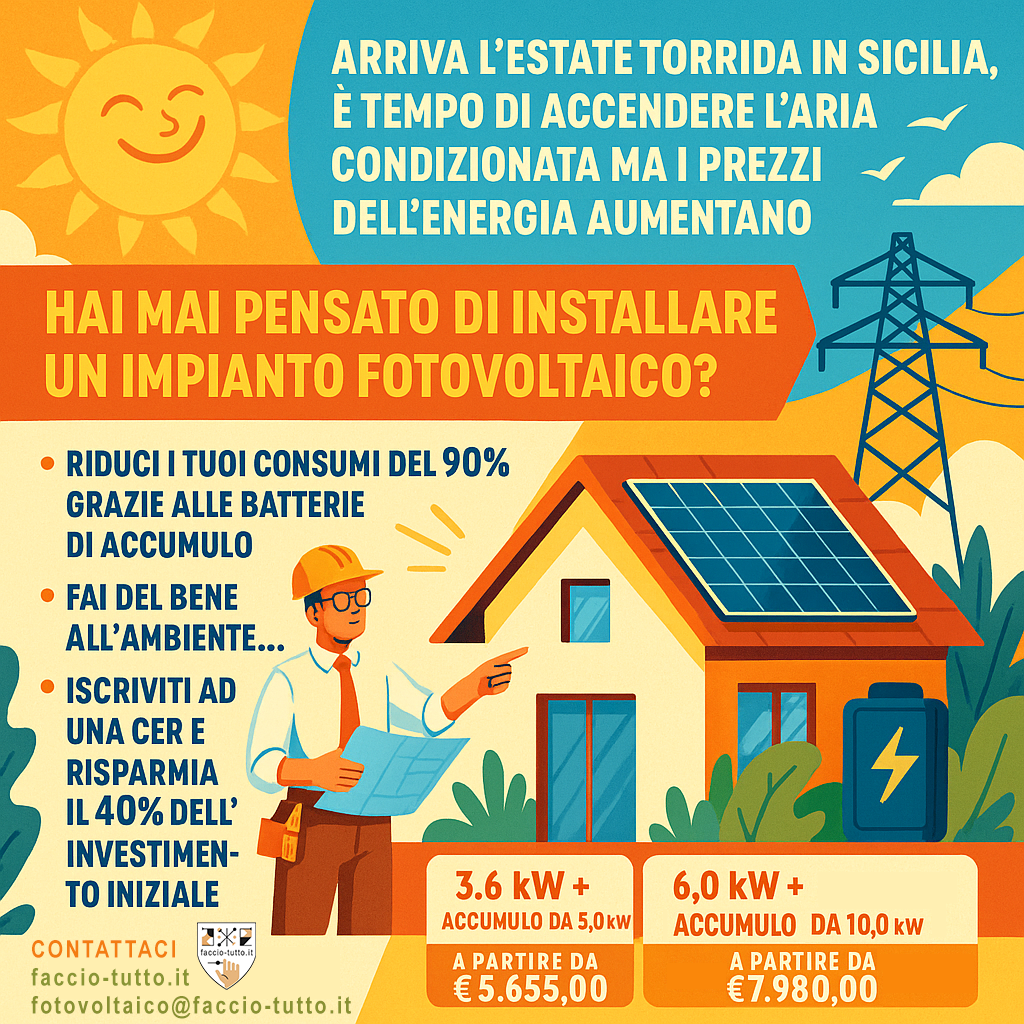 ARRIVA L'ESTATE TORRIDA IN SICILIA,
È TEMPO DI ACCENDERE L'ARIA
CONDIZIONATA MA I PREZZI
DELL'ENERGIA AUMENTANO
HAI MAI PENSATO DI INSTALLARE
UN IMPIANTO FOTOVOLTAICO?
• RIDUCI I TUOI CONSUMI DEL 90%
GRAZIE ALLE BATTERIE
DI ACCUMULO
• FAI DEL BENE
ALL'AMBIENTE...
• ISCRIVITI AD
UNA CER E
RISPARMIA
IL 40% DELL'
INVESTIMEN-
TO INIZIALE
CONTATTACI
faccio-tutto.it
faccio-tutto.it
fotovoltaico@faccio-tutto.it
3.6 kW +
ACCUMULO DA 5,0 kW
A PARTIRE DA
€ 5.655,00
6,0 kW +
ACCUMULO DA 10,0 kW
A PARTIRE DA
€7.980,00